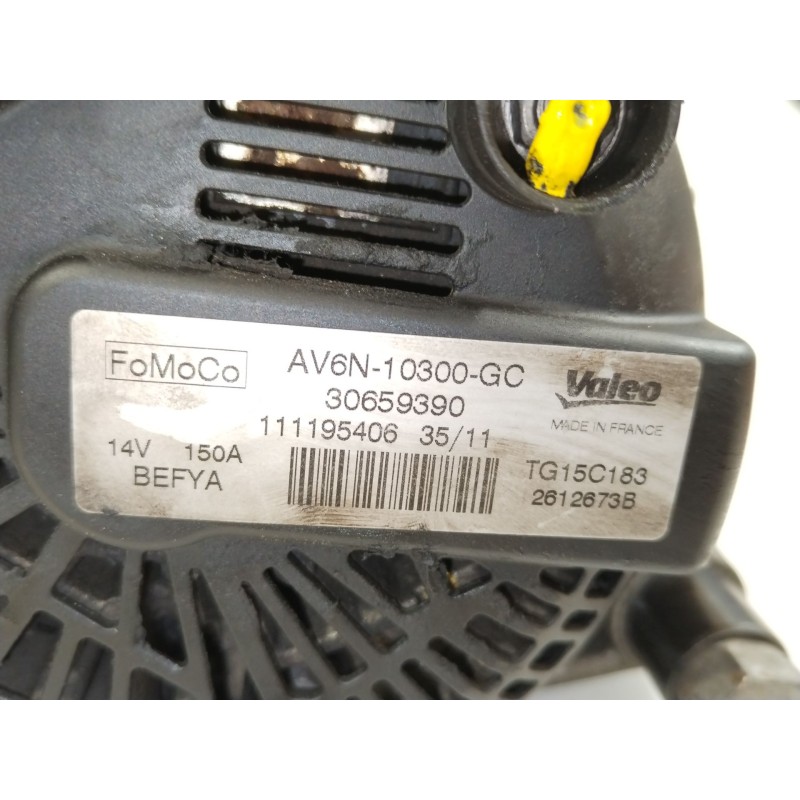 FoMoCo
AV6N-10300-GC
Valeo
30659390
MADE IN FRANCE
111195406 35/11
14V 150A
BEFYA
TG15C183
2612673B